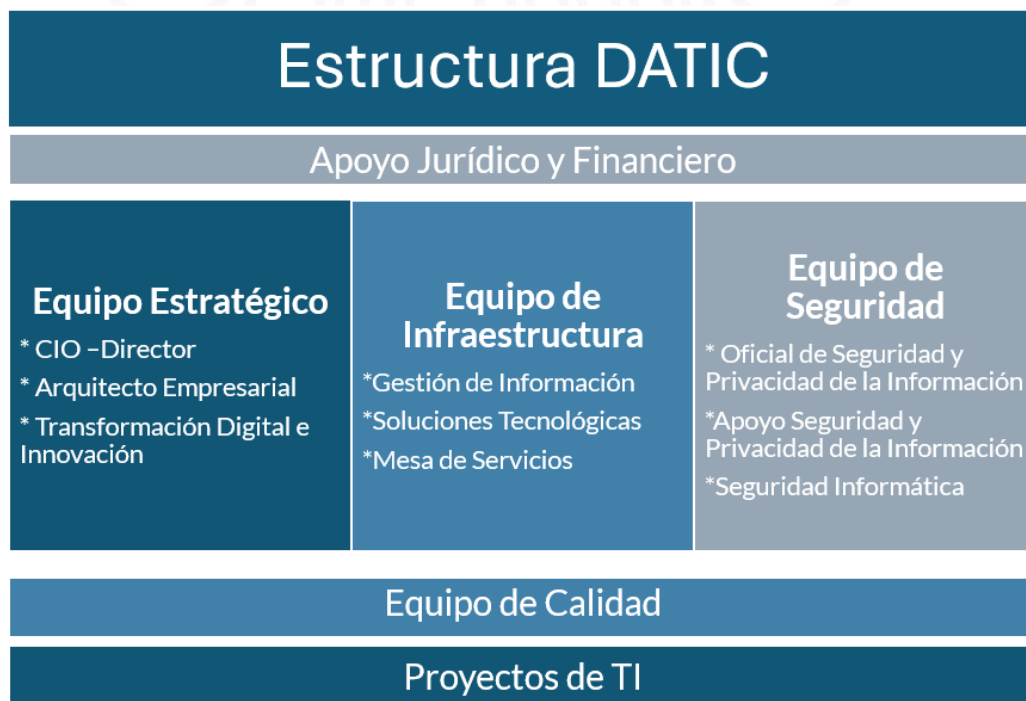 Estructura DATIC
Apoyo Jurídico y Financiero
Equipo Estratégico
* CIO –Director
* Arquitecto Empresarial
* Transformación Digital e
Innovación
Equipo de
Infraestructura
*Gestión de Información
*Soluciones Tecnológicas
*Mesa de Servicios
Equipo de
Seguridad
* Oficial de Seguridad y
Privacidad de la Información
*Apoyo Seguridad y
Privacidad de la Información
*Seguridad Informática
Equipo de Calidad
Proyectos de TI